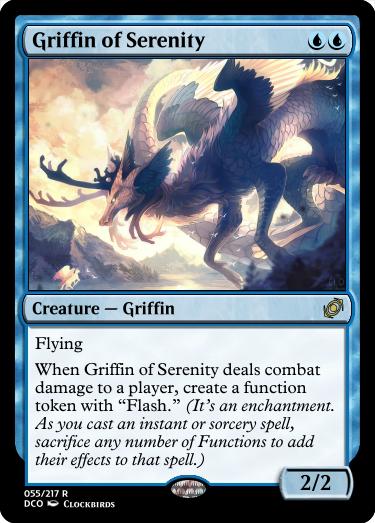 Griffin of Serenity
Creature — Griffin
Flying
When Griffin of Serenity deals combat
damage to a player, create a function
token with “Flash.” (It’s an enchantment.
As you cast an instant or sorcery spell,
sacrifice any number of Functions to add
their effects to that spell.)
2/2
055/217 R
DCO CLOCKBIRDS